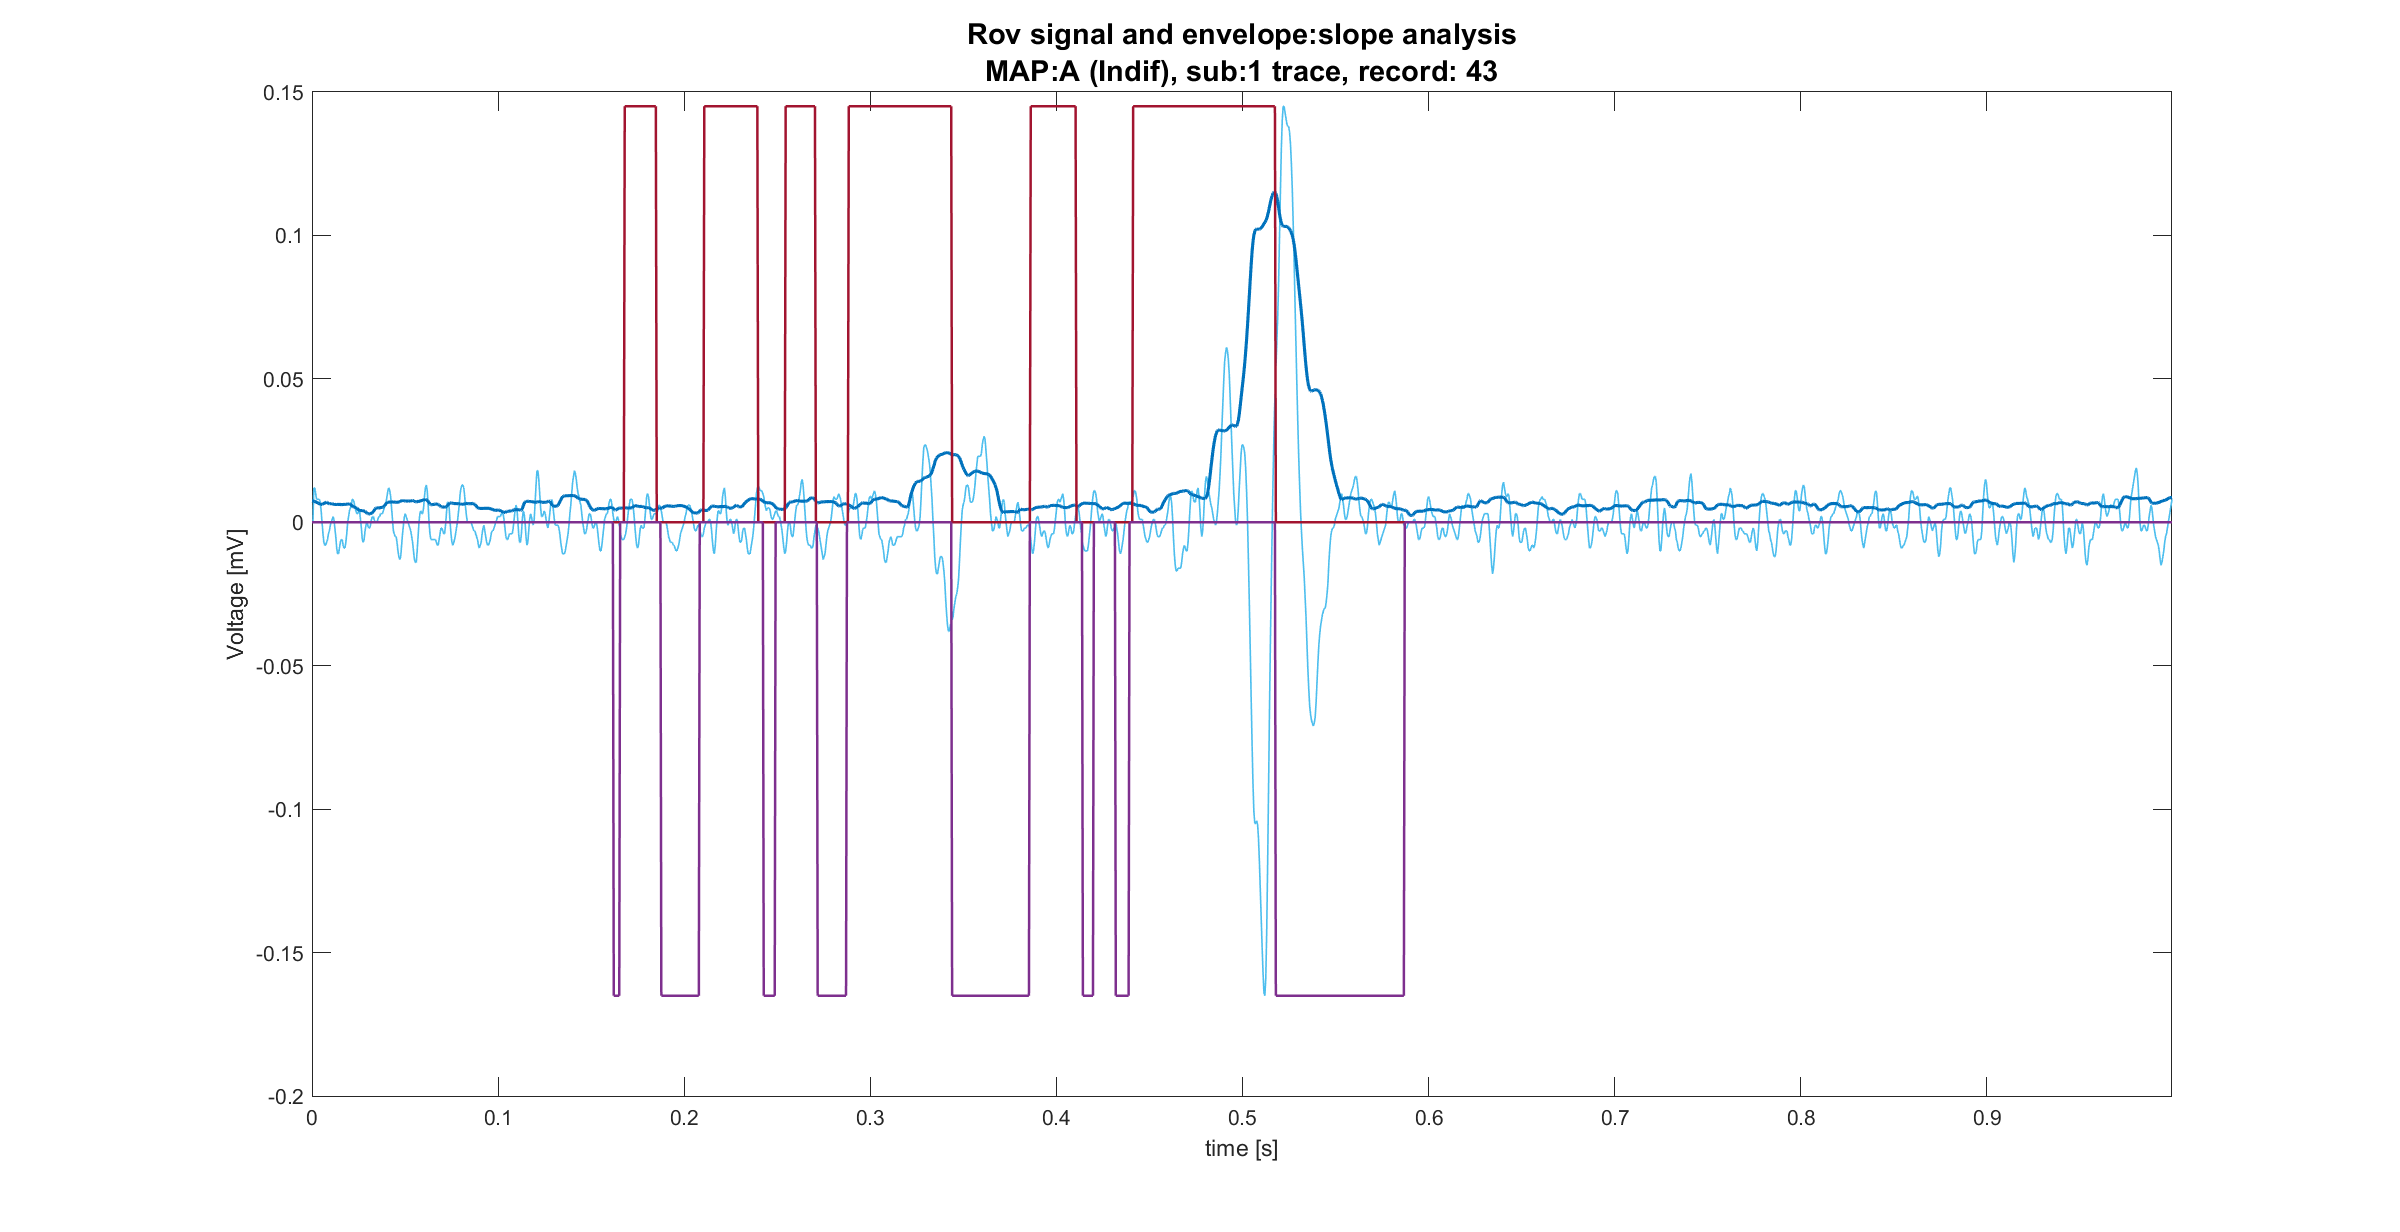 Rov signal and envelope:slope analysis
MAP:A (Indif), sub:1 trace, record: 43
0.15
0.1
0.05
0
-0.05
-0.1
-0.15
-0.2
Voltage [mV]
0 0.1 0.2 0.3 0.4 0.5 0.6 0.7 0.8 0.9
time [s]